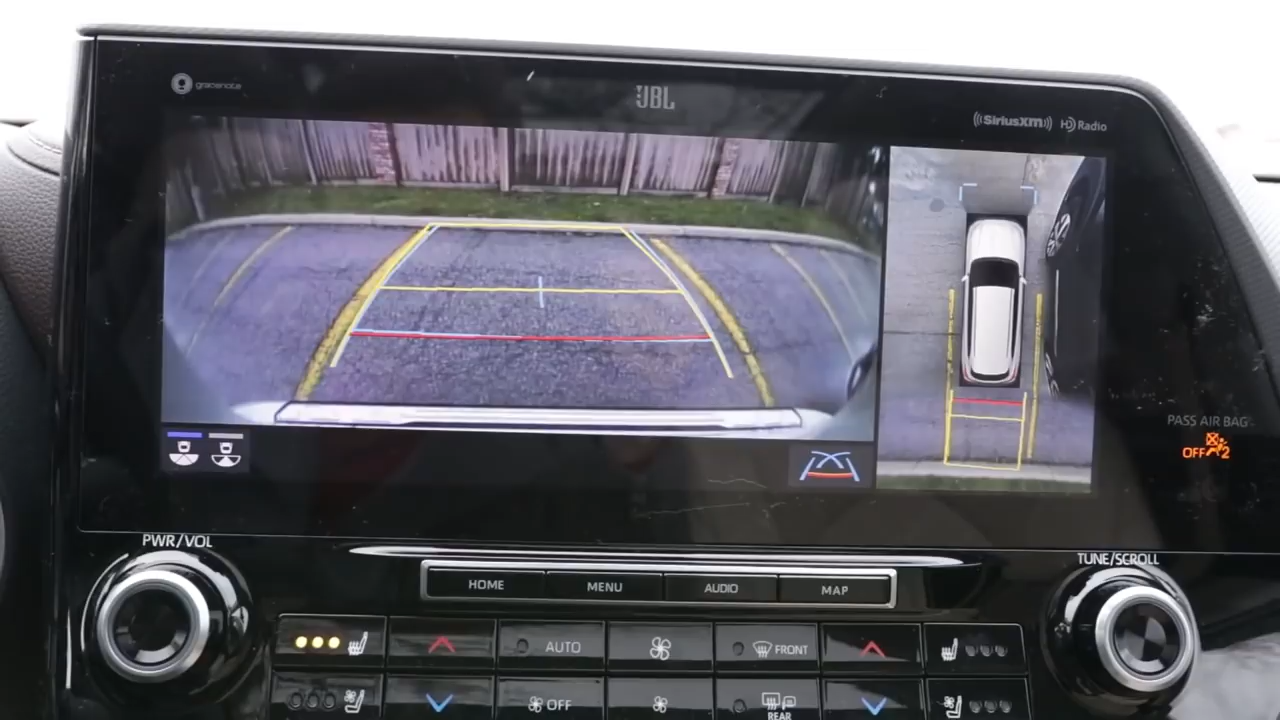 gracenote
JBL
SiriusXM
HD Radio
PASS AIR BAG
OFF 2
PWR/VOL
TUNE/SCROLL
HOME
MENU
AUDIO
MAP
AUTO
FRONT
OFF
REAR